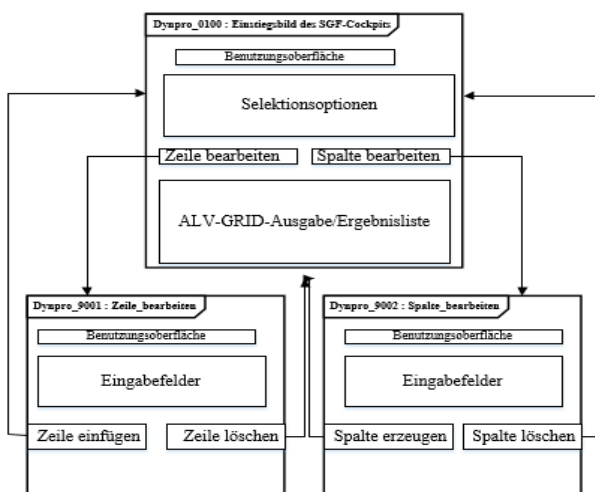 Dynpro_0100 : Einstiegsbild des SGF-Cockpits
Benutzungsoberfläche
Selektionsoptionen
Zeile bearbeiten
Spalte bearbeiten
ALV-GRID-Ausgabe/Ergebnisliste
Dynpro_9001 : Zeile_bearbeiten
Benutzungsoberfläche
Eingabefelder
Zeile einfügen
Zeile löschen
Dynpro_9002 : Spalte_bearbeiten
Benutzungsoberfläche
Eingabefelder
Spalte erzeugen
Spalte löschen